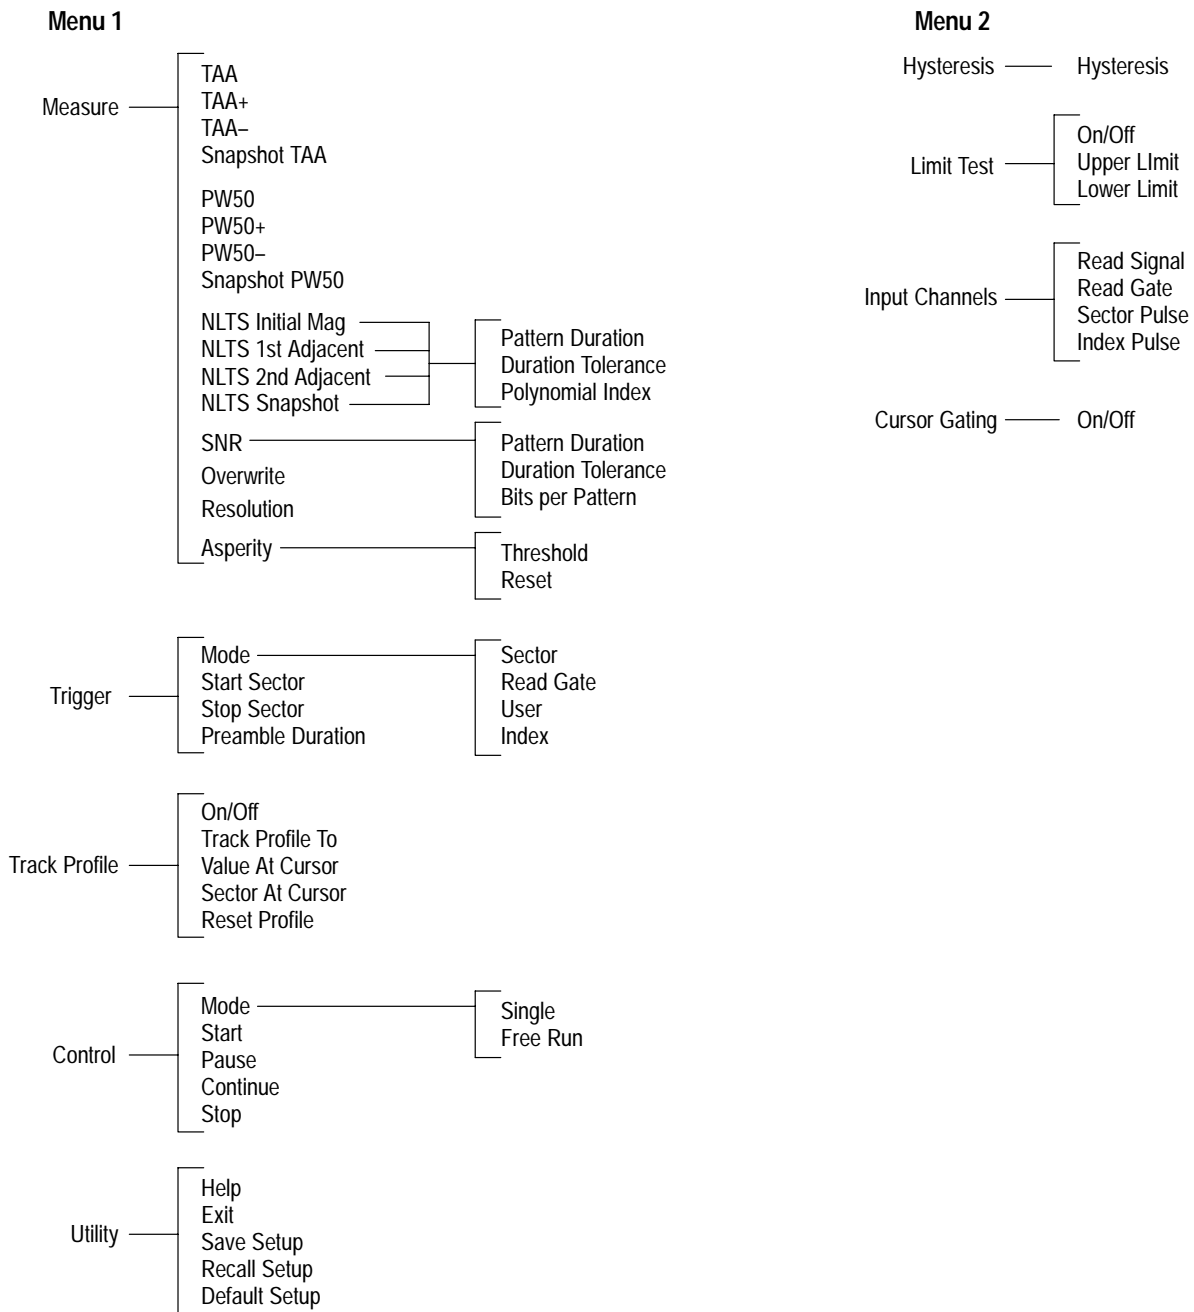 Menu 1
Measure
TAA
TAA+
TAA–
Snapshot TAA
PW50
PW50+
PW50–
Snapshot PW50
NLTS Initial Mag
NLTS 1st Adjacent
NLTS 2nd Adjacent
NLTS Snapshot
Pattern Duration
Duration Tolerance
Polynomial Index
SNR
Overwrite
Resolution
Pattern Duration
Duration Tolerance
Bits per Pattern
Asperity
Threshold
Reset
Trigger
Mode
Start Sector
Stop Sector
Preamble Duration
Sector
Read Gate
User
Index
Track Profile
On/Off
Track Profile To
Value At Cursor
Sector At Cursor
Reset Profile
Control
Mode
Start
Pause
Continue
Stop
Single
Free Run
Utility
Help
Exit
Save Setup
Recall Setup
Default Setup
Menu 2
Hysteresis
Hysteresis
Limit Test
On/Off
Upper LImit
Lower Limit
Input Channels
Read Signal
Read Gate
Sector Pulse
Index Pulse
Cursor Gating
On/Off